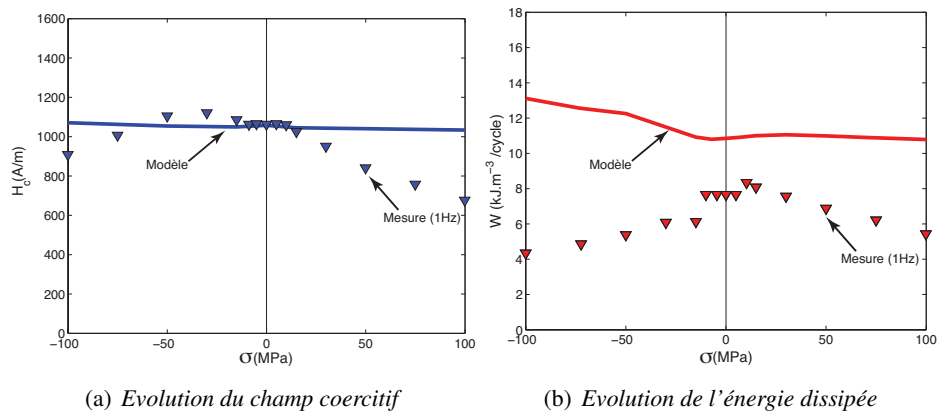 1600
1400
1200
1000
800
600
400
200
0
H_c(A/m)
Modèle
Mesure (1Hz)
−100
−50
0
50
100
σ(MPa)
(a) Evolution du champ coercitif
18
16
14
12
10
8
6
4
2
0
W (kJ.m⁻³ /cycle)
Modèle
Mesure (1Hz)
−100
−50
0
50
100
σ(MPa)
(b) Evolution de l'énergie dissipée